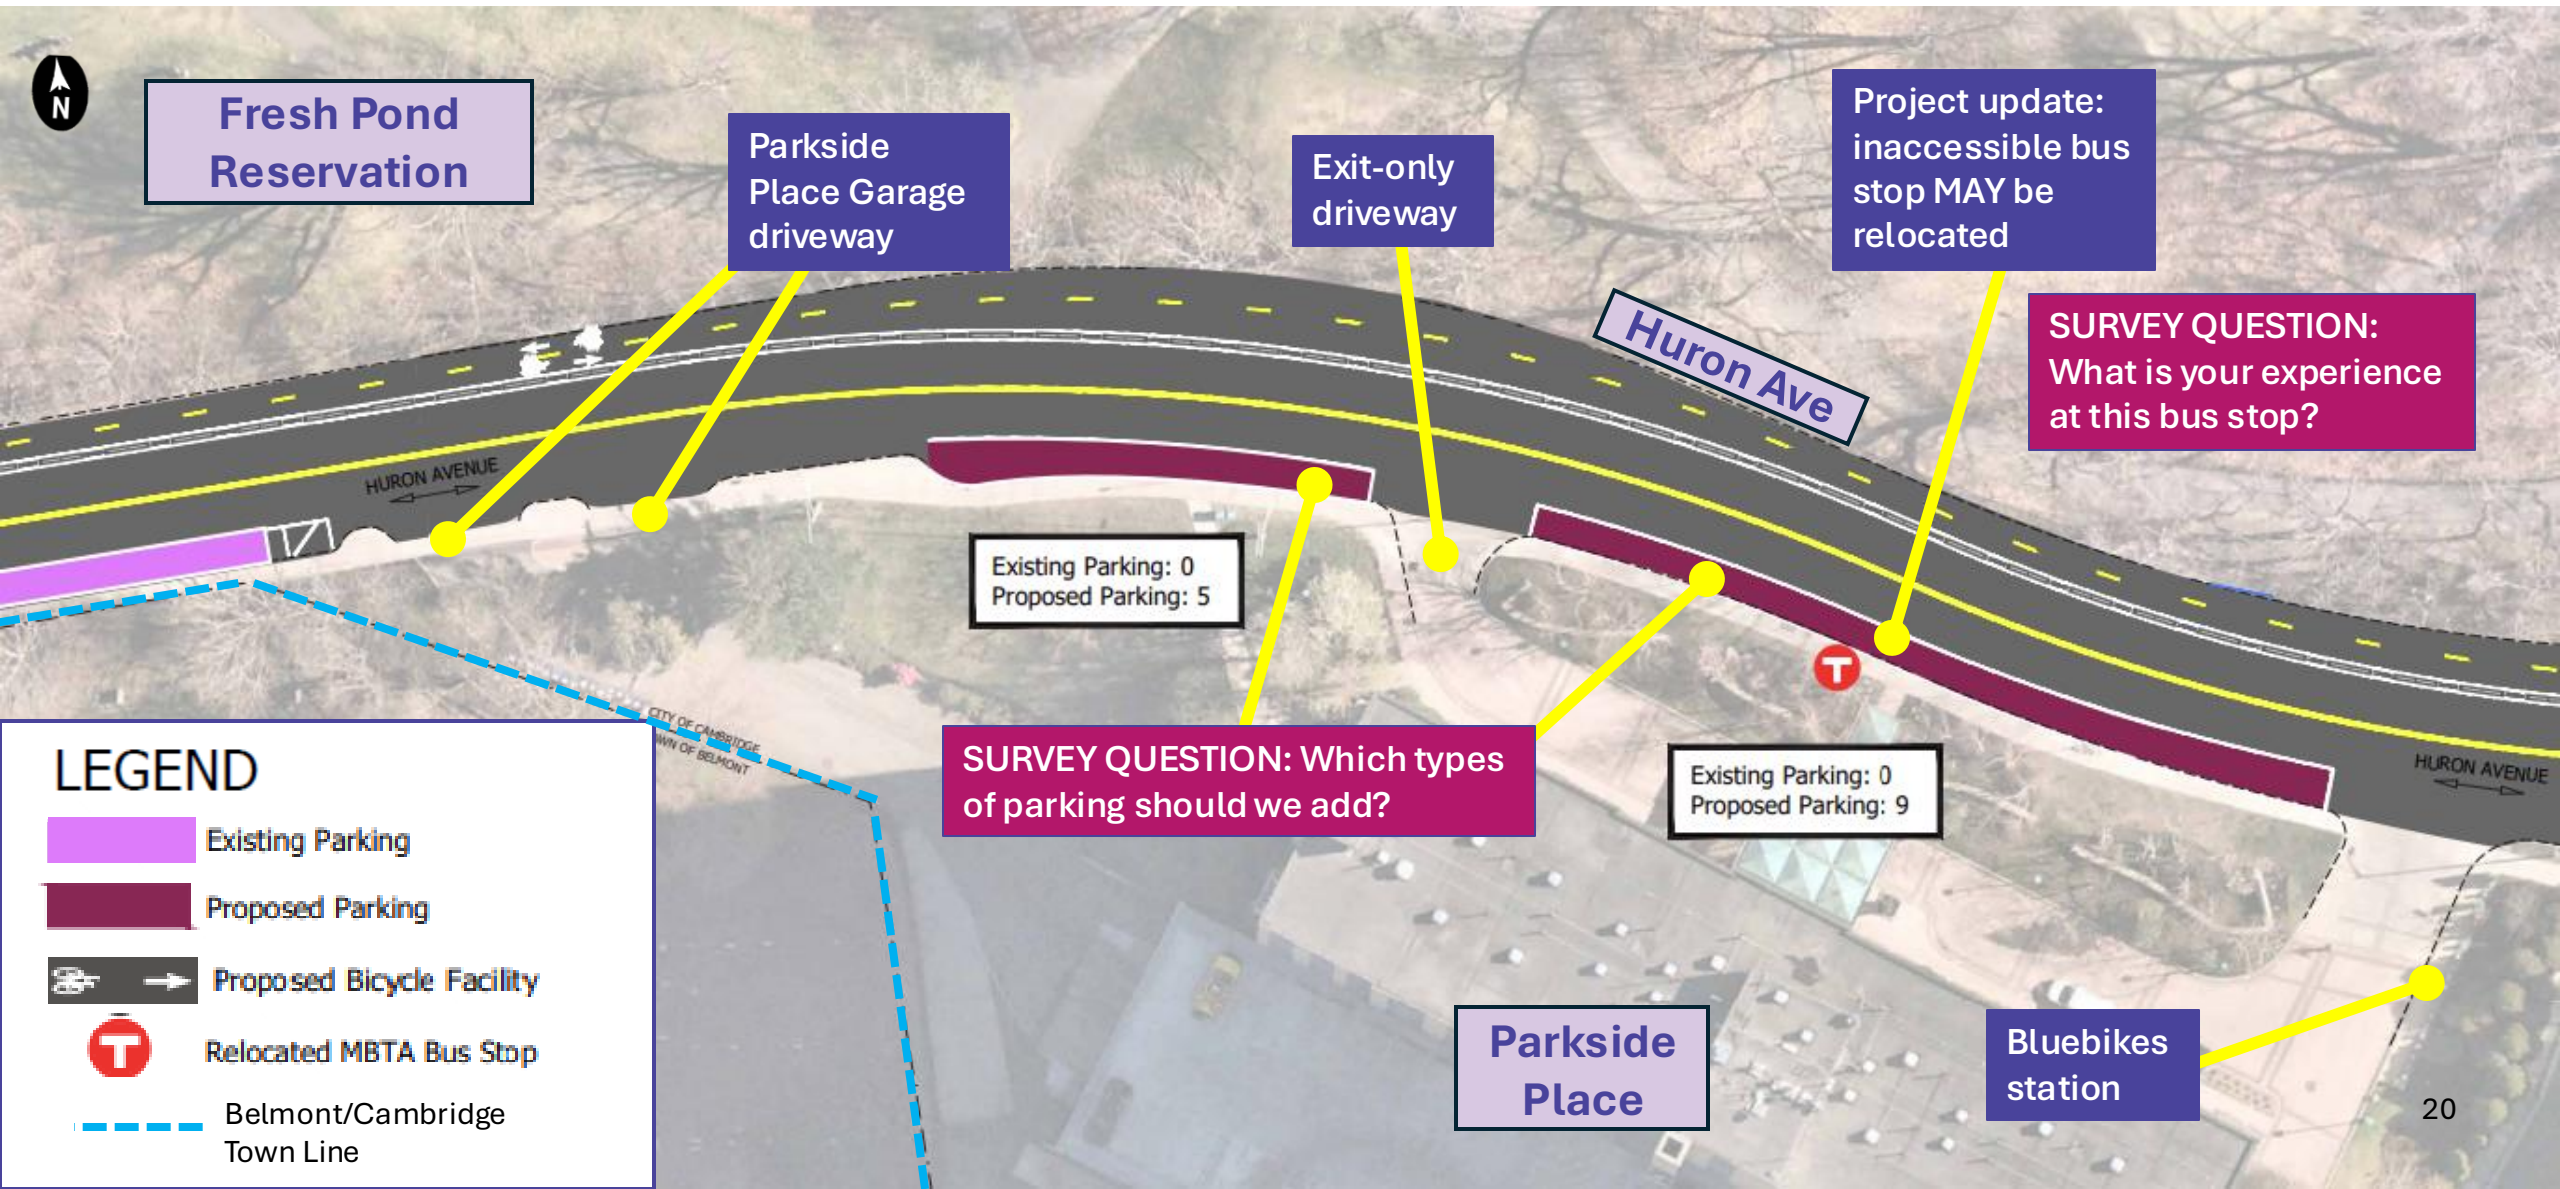 N
Fresh Pond
Reservation
Parkside
Place Garage
driveway
Exit-only
driveway
Project update:
inaccessible bus
stop MAY be
relocated
Huron Ave
SURVEY QUESTION:
What is your experience
at this bus stop?
HURON AVENUE
Existing Parking: 0
Proposed Parking: 5
T
CITY OF CAMBRIDGE
OWN OF BELMONT
SURVEY QUESTION: Which types
of parking should we add?
Existing Parking: 0
Proposed Parking: 9
HURON AVENUE
LEGEND
Existing Parking
Proposed Parking
Proposed Bicycle Facility
T
Relocated MBTA Bus Stop
Belmont/Cambridge
Town Line
Parkside
Place
Bluebikes
station
20